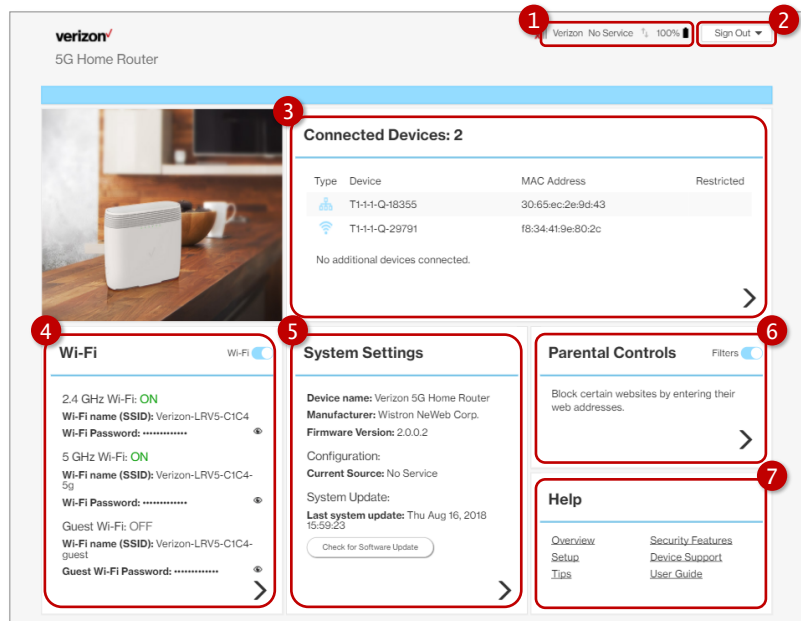 1
2
verizon
Verizon No Service 100%
Sign Out
5G Home Router
3
Connected Devices: 2
Type Device MAC Address Restricted
T1-1-1-Q-18355 30:65:ec:2e:9d:43
T1-1-1-Q-29791 f8:34:41:9e:80:2c
No additional devices connected.
4
Wi-Fi Wi-Fi
2.4 GHz Wi-Fi: ON
Wi-Fi name (SSID): Verizon-LRV5-C1C4
Wi-Fi Password: •••••••••••••
5 GHz Wi-Fi: ON
Wi-Fi name (SSID): Verizon-LRV5-C1C4-
5g
Wi-Fi Password: •••••••••••••
Guest Wi-Fi: OFF
Wi-Fi name (SSID): Verizon-LRV5-C1C4-
guest
Guest Wi-Fi Password: •••••••••••••
5
System Settings
Device name: Verizon 5G Home Router
Manufacturer: Wistron NeWeb Corp.
Firmware Version: 2.0.0.2
Configuration:
Current Source: No Service
System Update:
Last system update: Thu Aug 16, 2018
15:59:23
Check for Software Update
6
Parental Controls Filters
Block certain websites by entering their
web addresses.
7
Help
Overview Security Features
Setup Device Support
Tips User Guide